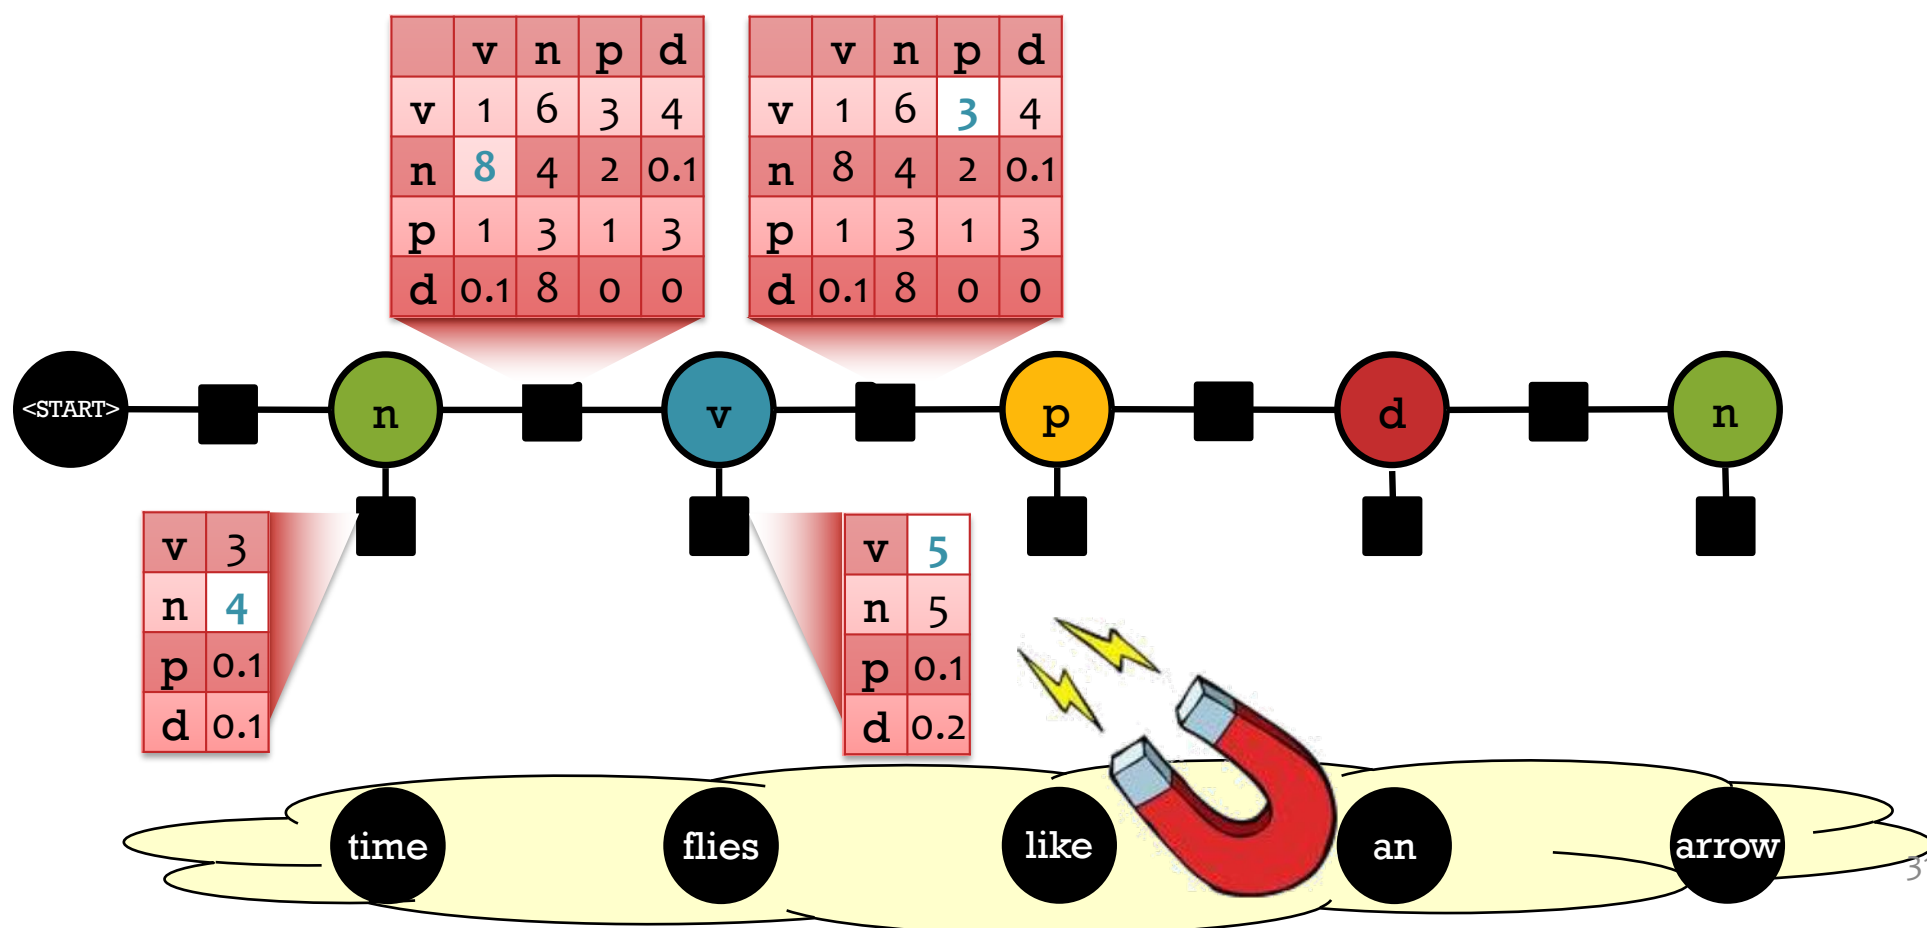 v n p d
v 1 6 3 4
n 8 4 2 0.1
p 1 3 1 3
d 0.1 8 0 0
v n p d
v 1 6 3 4
n 8 4 2 0.1
p 1 3 1 3
d 0.1 8 0 0
<START> n v p d n
v 3
n 4
p 0.1
d 0.1
v 5
n 5
p 0.1
d 0.2
time flies like an arrow